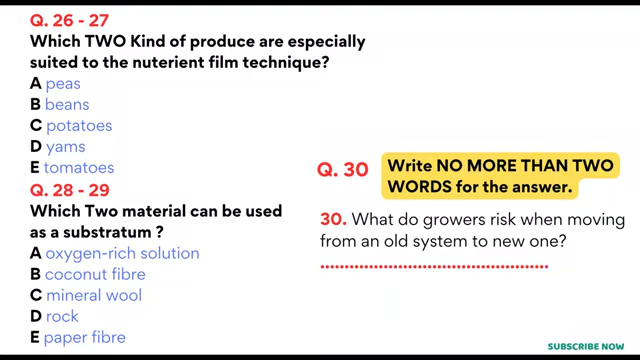 Q. 26 - 27
Which TWO Kind of produce are especially
suited to the nuterient film technique?
A peas
B beans
C potatoes
D yams
E tomatoes
Q. 28 - 29
Which Two material can be used
as a substratum ?
A oxygen-rich solution
B coconut fibre
C mineral wool
D rock
E paper fibre
Q. 30
Write NO MORE THAN TWO
WORDS for the answer.
30. What do growers risk when moving
from an old system to new one?
................................................
SUBSCRIBE NOW